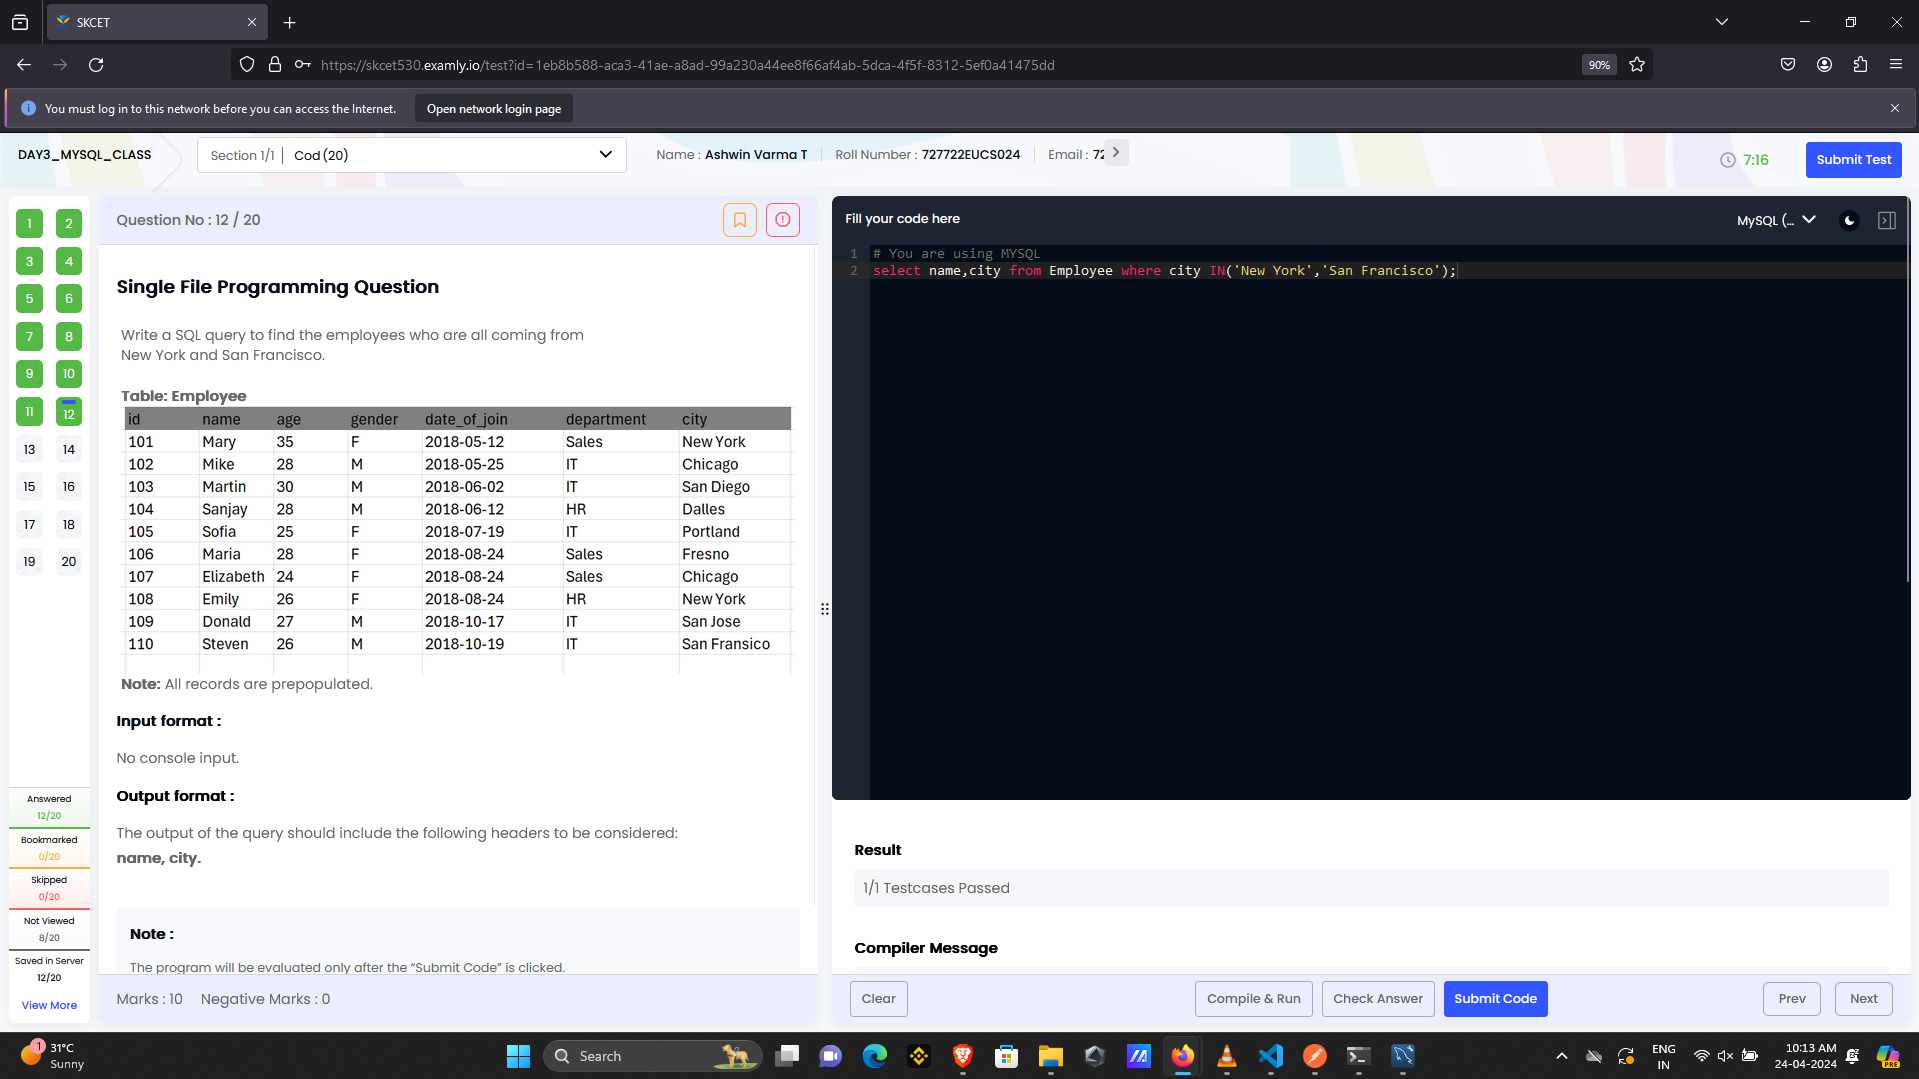 SKCET
https://skcet530.examly.io/test?id=1eb8b588-aca3-41ae-a8ad-99a230a44ee8f66af4ab-5dca-4f5f-8312-5ef0a41475dd
90%
You must log in to this network before you can access the Internet.
Open network login page
DAY3_MYSQL_CLASS
Section 1/1 | Cod (20)
Name : Ashwin Varma T
Roll Number : 727722EUCS024
Email : 72
7:16
Submit Test
1 2
3 4
5 6
7 8
9 10
11 12
13 14
15 16
17 18
19 20
Answered
12/20
Bookmarked
0/20
Skipped
0/20
Not Viewed
8/20
Saved in Server
12/20
View More
Question No : 12 / 20
Single File Programming Question
Write a SQL query to find the employees who are all coming from
New York and San Francisco.
Table: Employee
id name age gender date_of_join department city
101 Mary 35 F 2018-05-12 Sales New York
102 Mike 28 M 2018-05-25 IT Chicago
103 Martin 30 M 2018-06-02 IT San Diego
104 Sanjay 28 M 2018-06-12 HR Dalles
105 Sofia 25 F 2018-07-19 IT Portland
106 Maria 28 F 2018-08-24 Sales Fresno
107 Elizabeth 24 F 2018-08-24 Sales Chicago
108 Emily 26 F 2018-08-24 HR New York
109 Donald 27 M 2018-10-17 IT San Jose
110 Steven 26 M 2018-10-19 IT San Fransico
Note: All records are prepopulated.
Input format :
No console input.
Output format :
The output of the query should include the following headers to be considered:
name, city.
Note :
The program will be evaluated only after the “Submit Code” is clicked.
Marks : 10 Negative Marks : 0
Fill your code here
MySQL (...
1 # You are using MYSQL
2 select name,city from Employee where city IN('New York','San Francisco');
Result
1/1 Testcases Passed
Compiler Message
Clear
Compile & Run
Check Answer
Submit Code
Prev
Next
1
31°C
Sunny
Search
ENG
IN
10:13 AM
24-04-2024
PRE